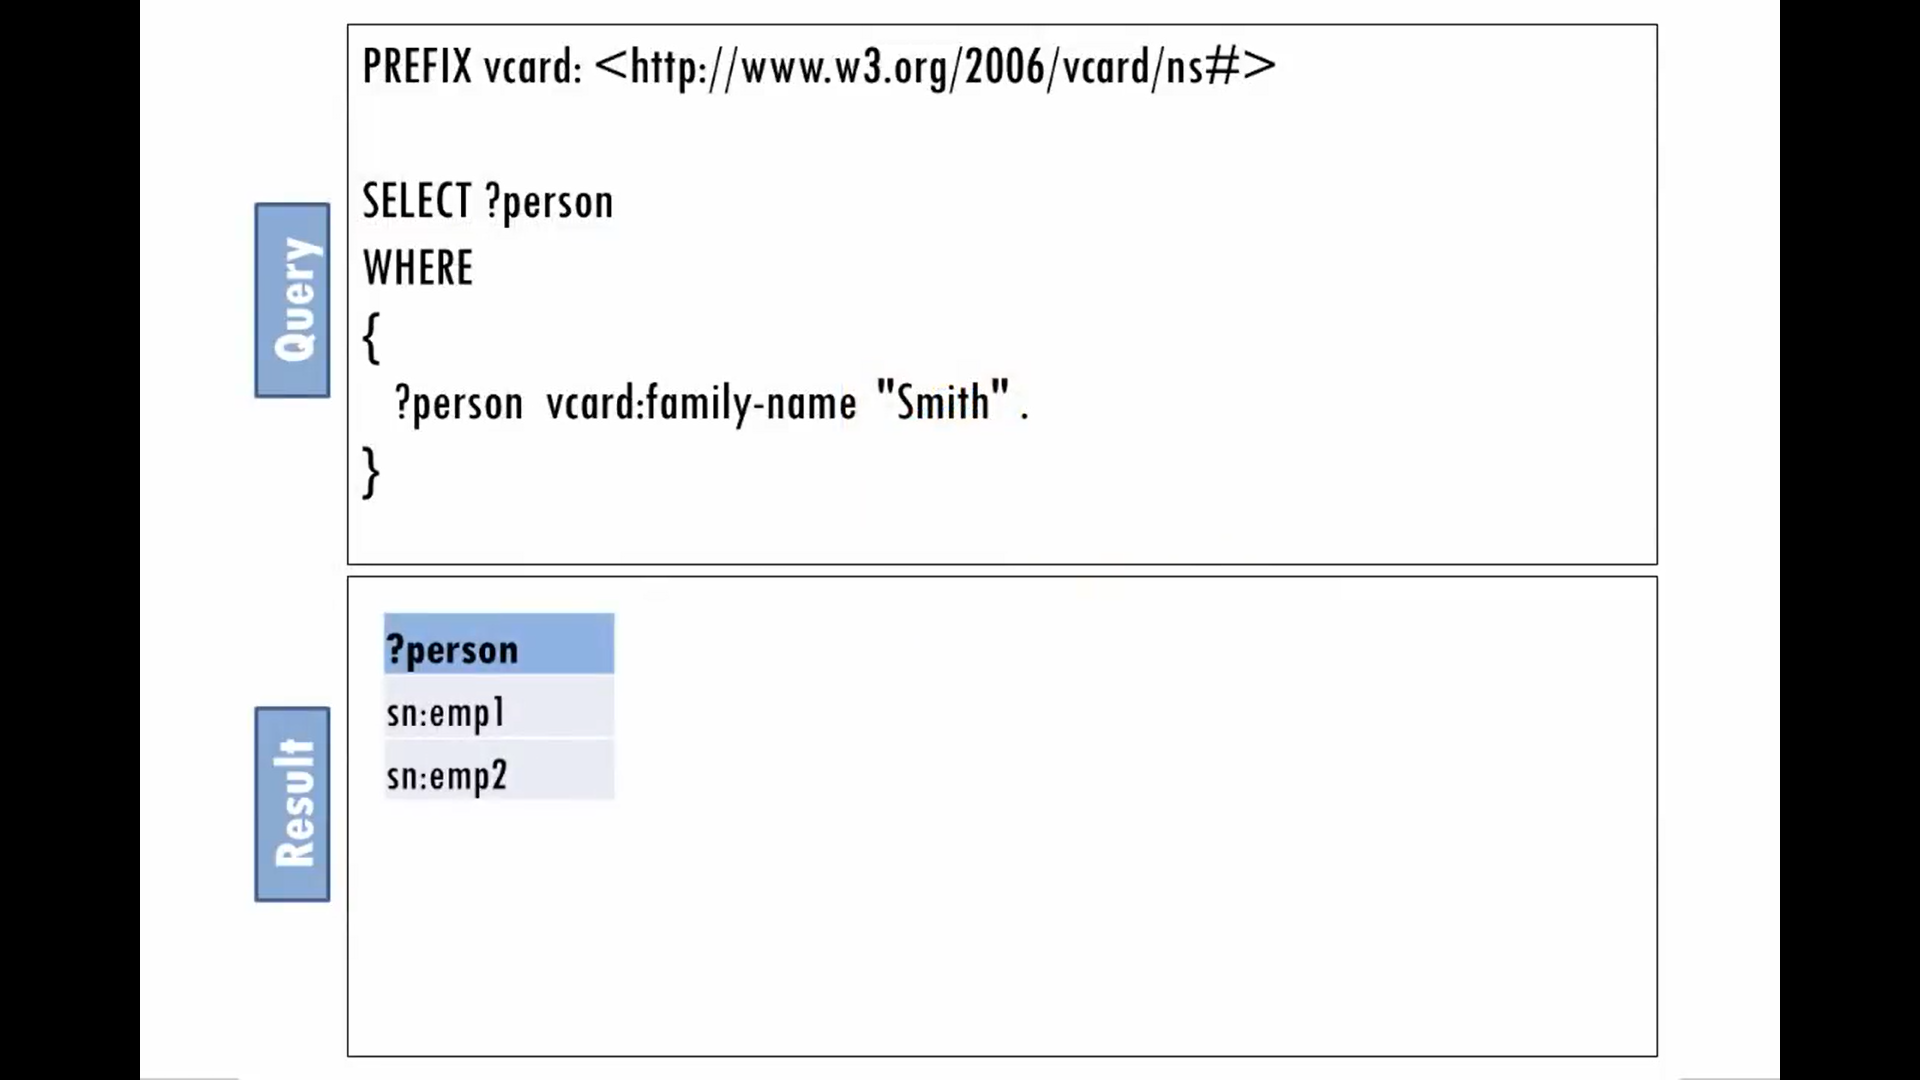 PREFIX vcard: <http://www.w3.org/2006/vcard/ns#>
SELECT ?person
WHERE
{
?person vcard:family-name "Smith" .
}
Query
?person
sn:emp1
sn:emp2
Result